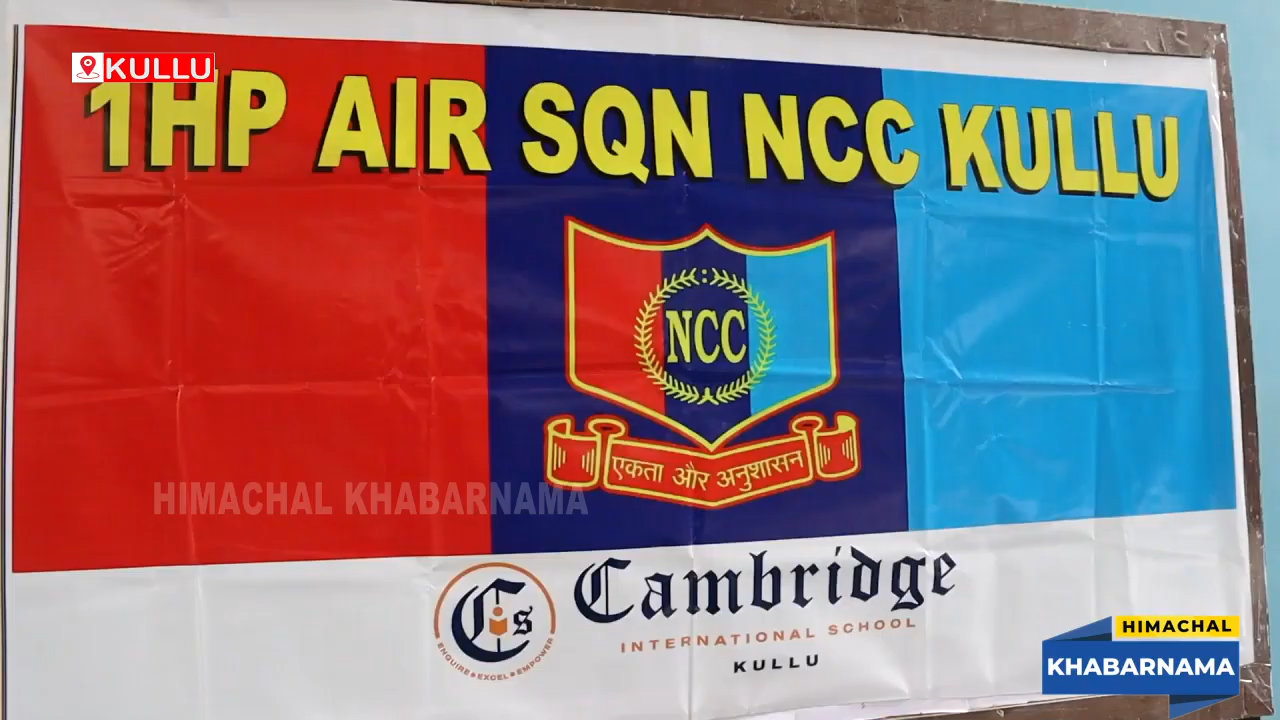 KULLU
1HP AIR SQN NCC KULLU
NCC
एकता और अनुशासन
HIMACHAL KHABARNAMA
Cis
ENQUIRE EXCEL EMPOWER
Cambridge
INTERNATIONAL SCHOOL
KULLU
HIMACHAL
KHABARNAMA